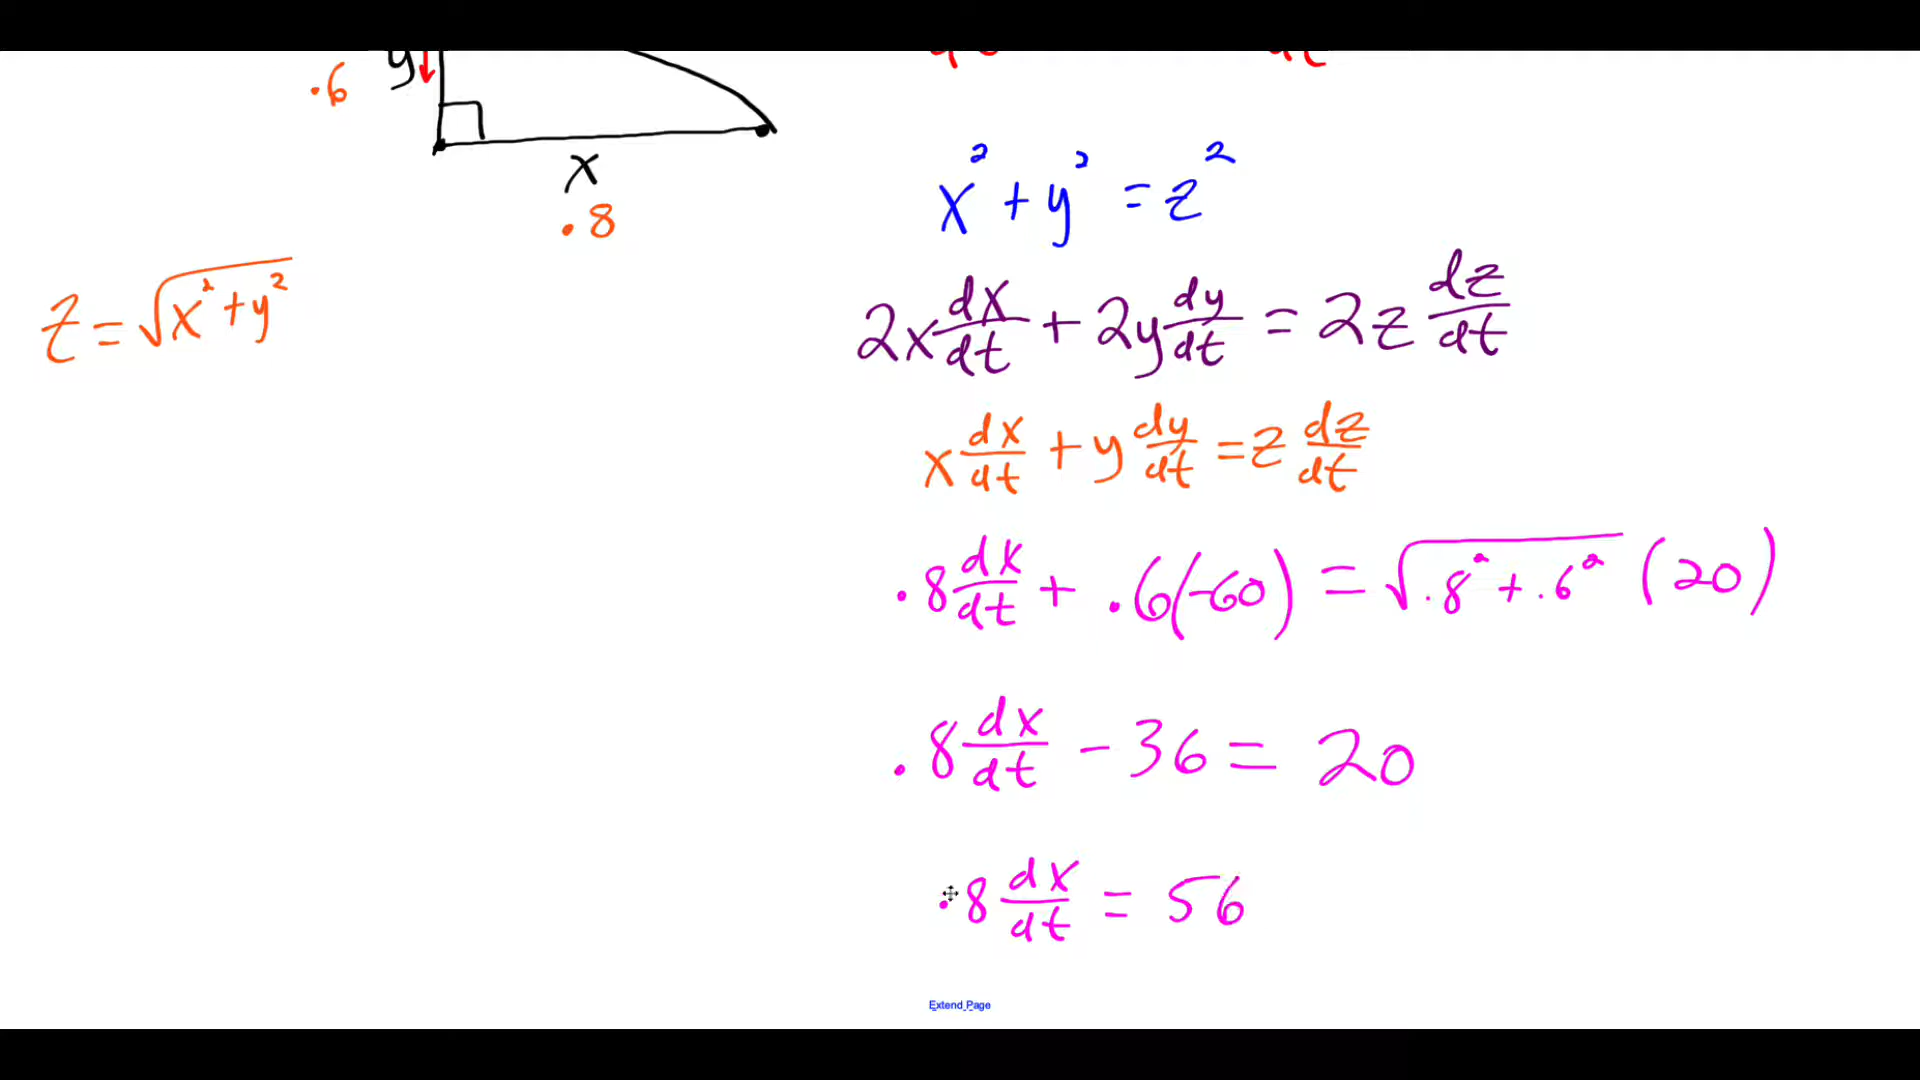 y
.6
x
.8
z = √(x² + y²)
dt
x² + y² = z²
2x dx/dt + 2y dy/dt = 2z dz/dt
x dx/dt + y dy/dt = z dz/dt
.8 dx/dt + .6(-60) = √(.8² + .6²) (20)
.8 dx/dt - 36 = 20
.8 dx/dt = 56
Extend Page